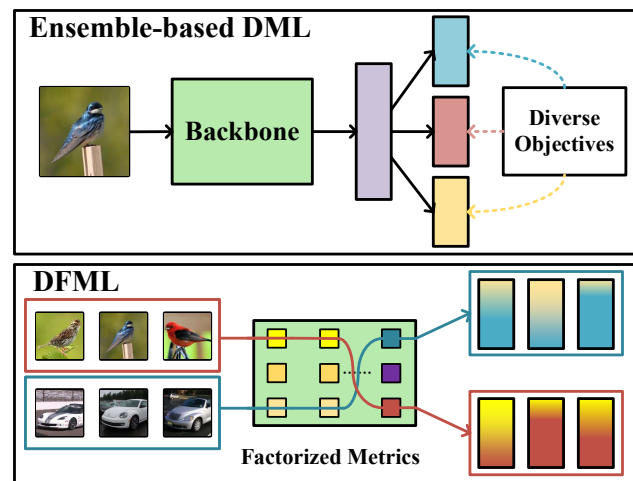 Ensemble-based DML
Backbone
Diverse
Objectives
DFML
Factorized Metrics